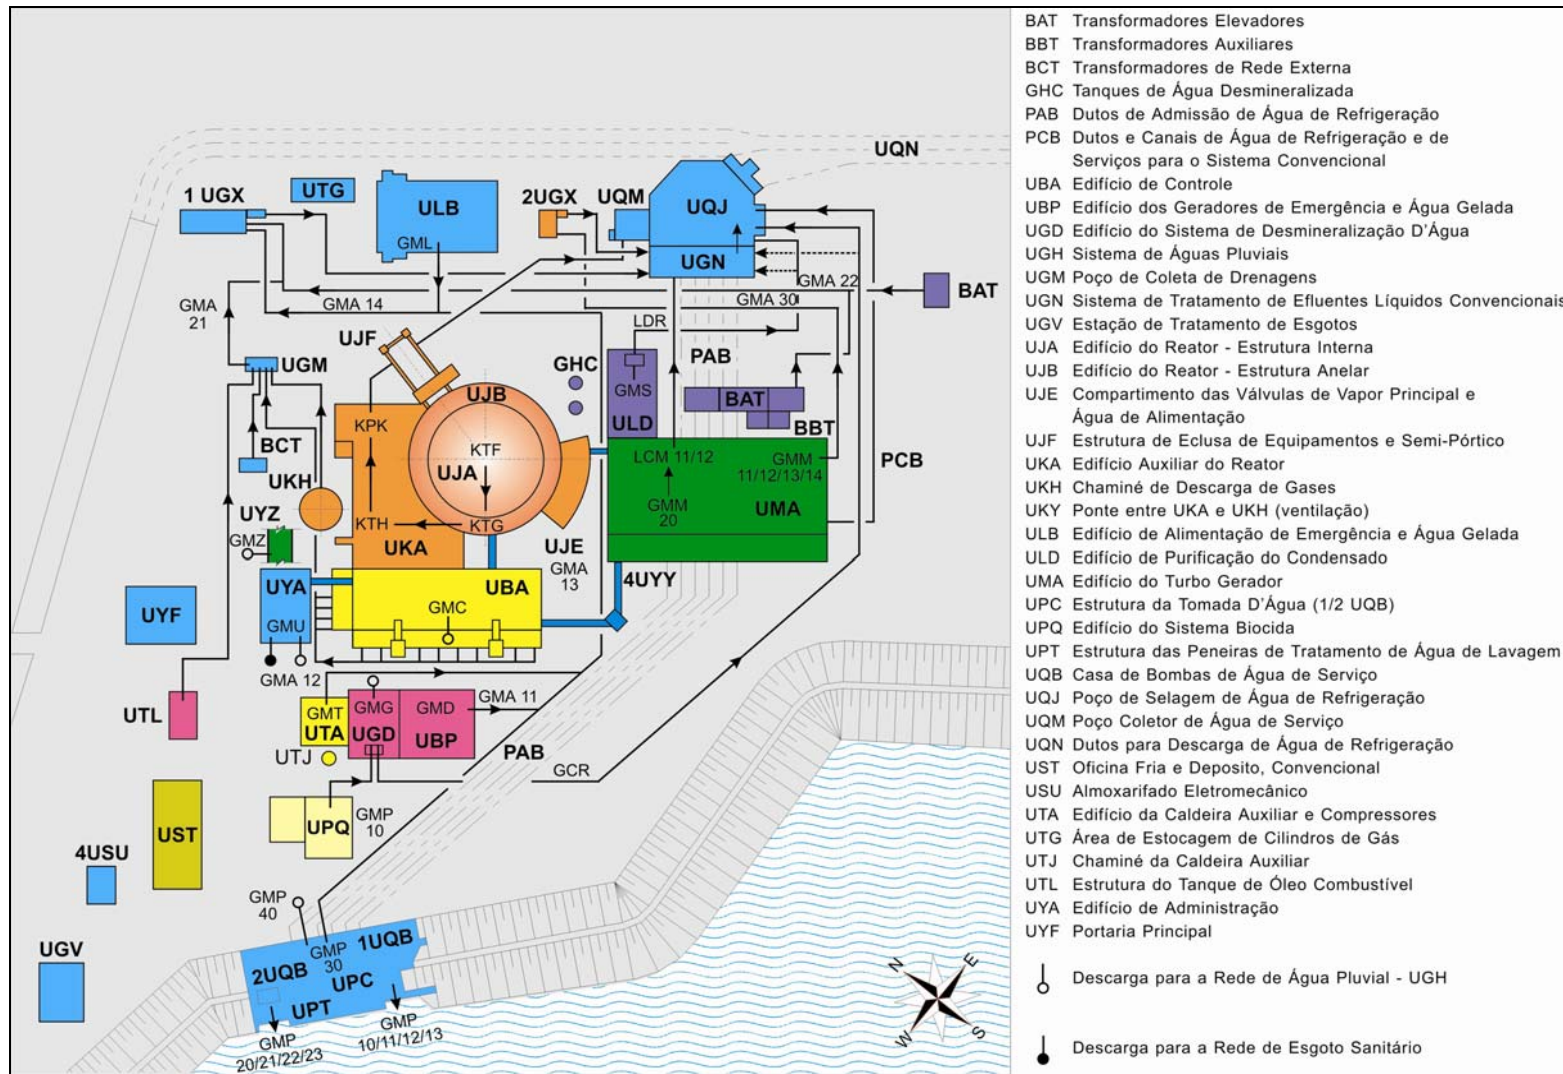 UQN
1 UGX
UTG
ULB
GML
2UGX
UQM
UQJ
UGN
GMA 22
BAT
GMA
21
GMA 14
GMA 30
LDR
UJF
UGM
GHC
PAB
GMS
ULD
BAT
BBT
UJB
KPK
KTF
UJA
BCT
UKH
LCM 11/12
GMM
11/12/13/14
PCB
GMM
20
UMA
UYZ
GMZ
KTH
KTG
UKA
UJE
GMA
13
UYA
UBA
4UYY
UYF
GMU
GMC
GMA 12
UTL
GMT
UTA
GMG
UGD
GMD
UBP
GMA 11
UTJ
PAB
GCR
UST
UPQ
GMP
10
4USU
GMP
40
UGV
1UQB
GMP
30
2UQB
UPC
UPT
GMP
20/21/22/23
GMP
10/11/12/13
N
E
W
S
BAT Transformadores Elevadores
BBT Transformadores Auxiliares
BCT Transformadores de Rede Externa
GHC Tanques de Água Desmineralizada
PAB Dutos de Admissão de Água de Refrigeração
PCB Dutos e Canais de Água de Refrigeração e de
Serviços para o Sistema Convencional
UBA Edifício de Controle
UBP Edifício dos Geradores de Emergência e Água Gelada
UGD Edifício do Sistema de Desmineralização D'Água
UGH Sistema de Águas Pluviais
UGM Poço de Coleta de Drenagens
UGN Sistema de Tratamento de Efluentes Líquidos Convencionais
UGV Estação de Tratamento de Esgotos
UJA Edifício do Reator - Estrutura Interna
UJB Edifício do Reator - Estrutura Anelar
UJE Compartimento das Válvulas de Vapor Principal e
Água de Alimentação
UJF Estrutura de Eclusa de Equipamentos e Semi-Pórtico
UKA Edifício Auxiliar do Reator
UKH Chaminé de Descarga de Gases
UKY Ponte entre UKA e UKH (ventilação)
ULB Edifício de Alimentação de Emergência e Água Gelada
ULD Edifício de Purificação do Condensado
UMA Edifício do Turbo Gerador
UPC Estrutura da Tomada D'Água (1/2 UQB)
UPQ Edifício do Sistema Biocida
UPT Estrutura das Peneiras de Tratamento de Água de Lavagem
UQB Casa de Bombas de Água de Serviço
UQJ Poço de Selagem de Água de Refrigeração
UQM Poço Coletor de Água de Serviço
UQN Dutos para Descarga de Água de Refrigeração
UST Oficina Fria e Deposito, Convencional
USU Almoxarifado Eletromecânico
UTA Edifício da Caldeira Auxiliar e Compressores
UTG Área de Estocagem de Cilindros de Gás
UTJ Chaminé da Caldeira Auxiliar
UTL Estrutura do Tanque de Óleo Combustível
UYA Edifício de Administração
UYF Portaria Principal
Descarga para a Rede de Água Pluvial - UGH
Descarga para a Rede de Esgoto Sanitário